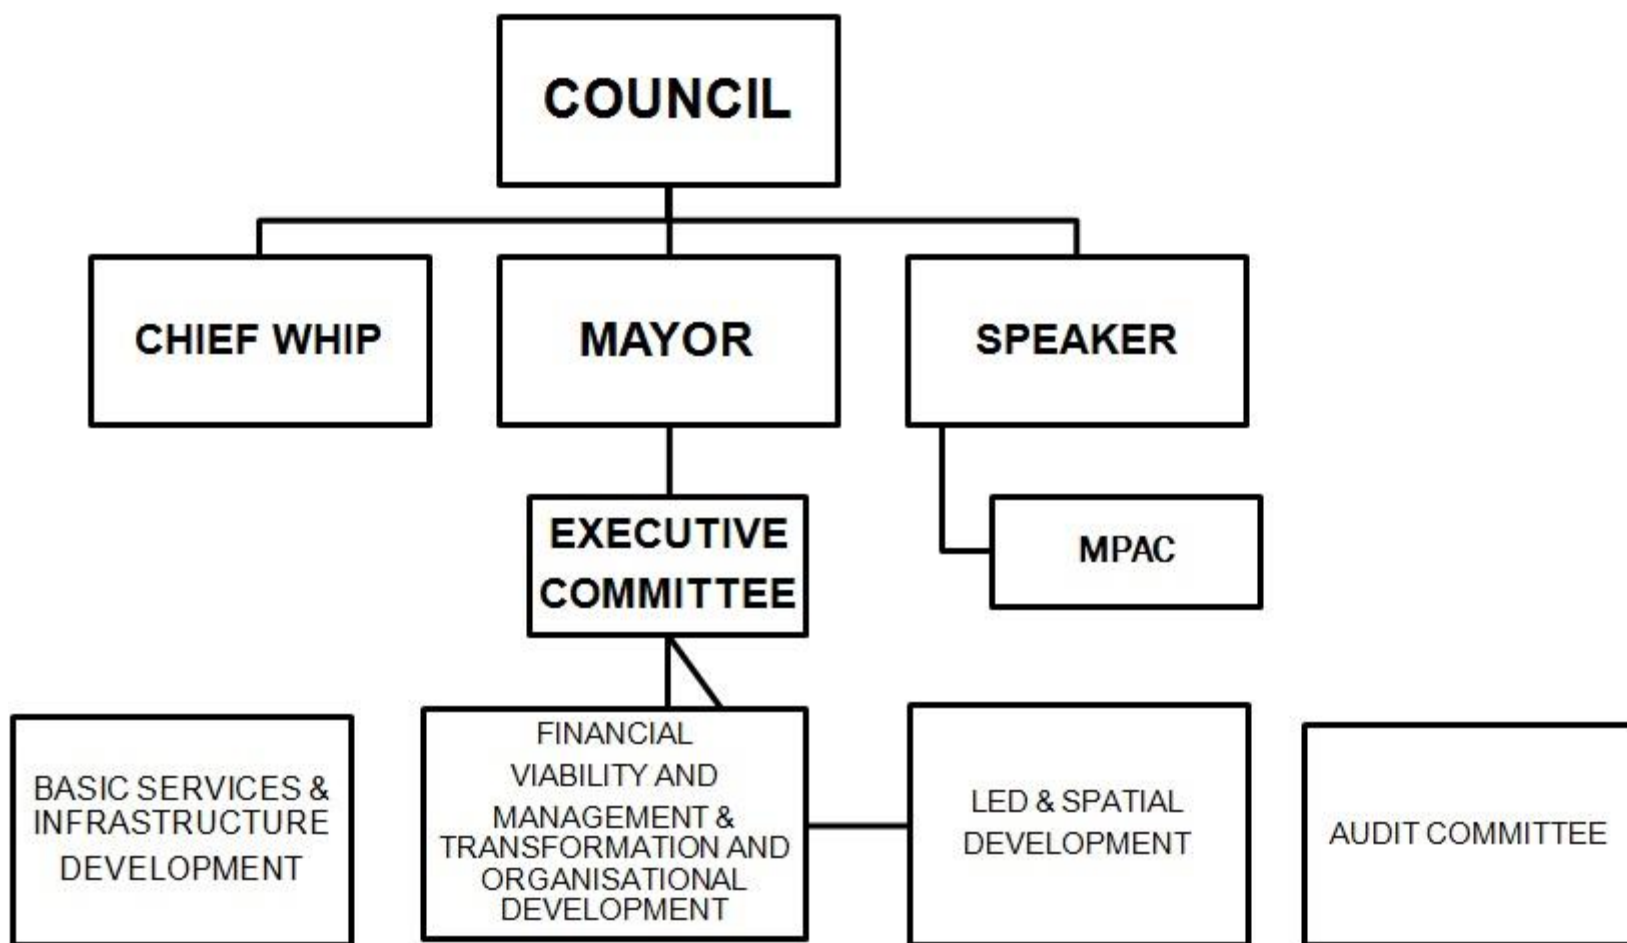 COUNCIL
CHIEF WHIP
MAYOR
SPEAKER
EXECUTIVE
COMMITTEE
MPAC
BASIC SERVICES &
INFRASTRUCTURE
DEVELOPMENT
FINANCIAL
VIABILITY AND
MANAGEMENT &
TRANSFORMATION AND
ORGANISATIONAL
DEVELOPMENT
LED & SPATIAL
DEVELOPMENT
AUDIT COMMITTEE